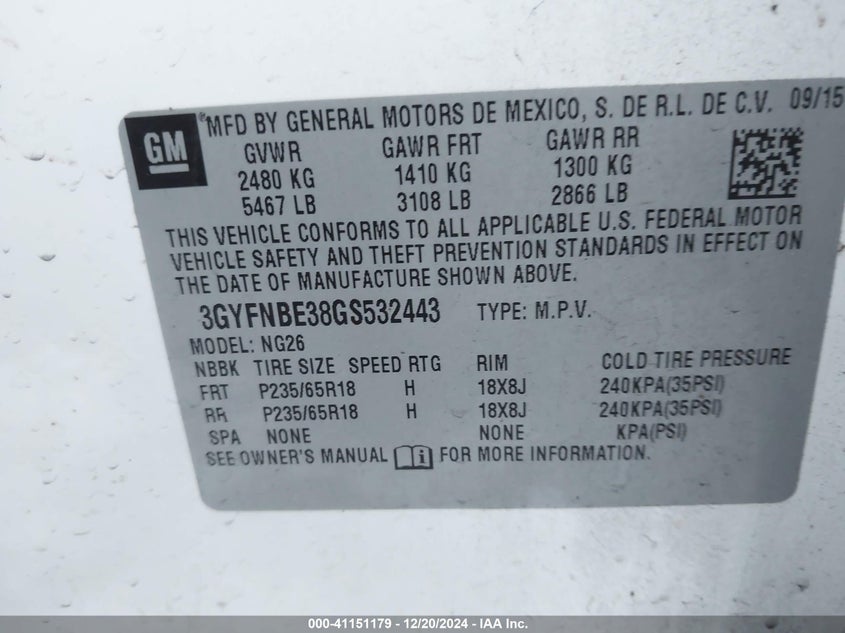 GM
®MFD BY GENERAL MOTORS DE MEXICO, S. DE R.L. DE C.V. 09/15
GVWR GAWR FRT GAWR RR
2480 KG 1410 KG 1300 KG
5467 LB 3108 LB 2866 LB
THIS VEHICLE CONFORMS TO ALL APPLICABLE U.S. FEDERAL MOTOR
VEHICLE SAFETY AND THEFT PREVENTION STANDARDS IN EFFECT ON
THE DATE OF MANUFACTURE SHOWN ABOVE.
3GYFNBE38GS532443 TYPE: M.P.V.
MODEL: NG26
NBBK TIRE SIZE SPEED RTG RIM COLD TIRE PRESSURE
FRT P235/65R18 H 18X8J 240KPA(35PSI)
RR P235/65R18 H 18X8J 240KPA(35PSI)
SPA NONE NONE KPA(PSI)
SEE OWNER'S MANUAL i FOR MORE INFORMATION.
000-41151179 - 12/20/2024 - IAA Inc.